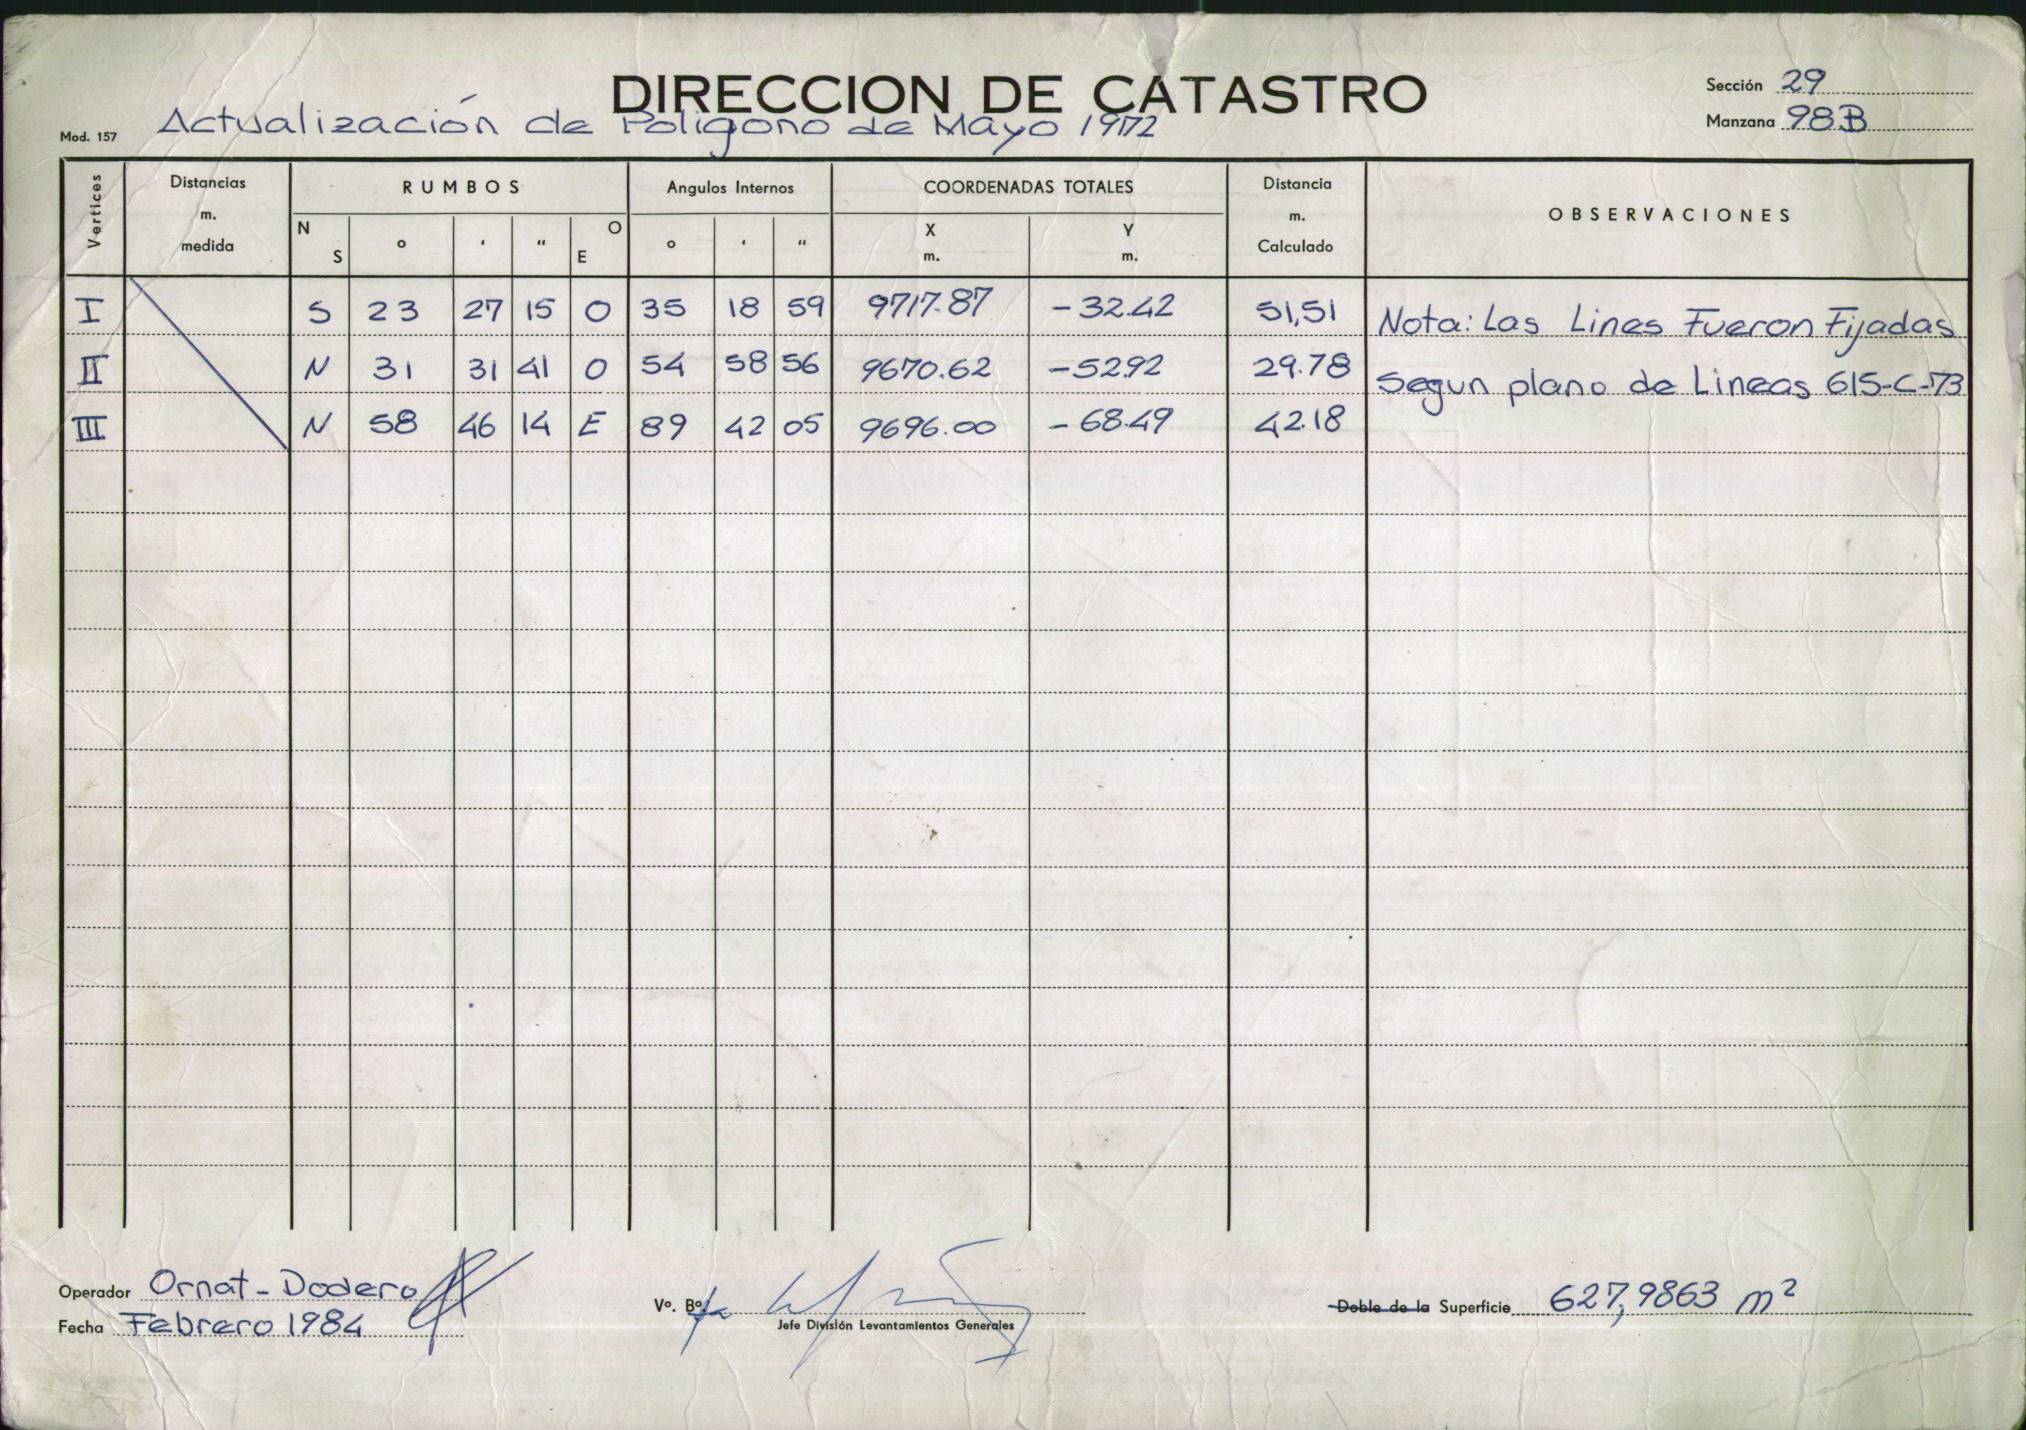 DIRECCION DE CATASTRO
Sección 29
Manzana 98B
Mod. 157
Actualización de Poligono de Mayo 1972
Vertices
Distancias m. medida
RUMBOS
Angulos Internos
COORDENADAS TOTALES
Distancia m. Calculado
OBSERVACIONES
N S ° ' " O E ° ' " X m. Y m.
I S 23 27 15 O 35 18 59 9717.87 -32.42 51,51 Nota: Las Lines Fueron Fijadas
II N 31 31 41 O 54 58 56 9670.62 -52.92 29.78 Segun plano de Lineas 615-C-73
III N 58 46 14 E 89 42 05 9696.00 -68.49 42.18
Operador Ornat - Dodero
Fecha Febrero 1984
Vº. Bº.
Jefe División Levantamientos Generales
Doble de la Superficie 627,9863 m²